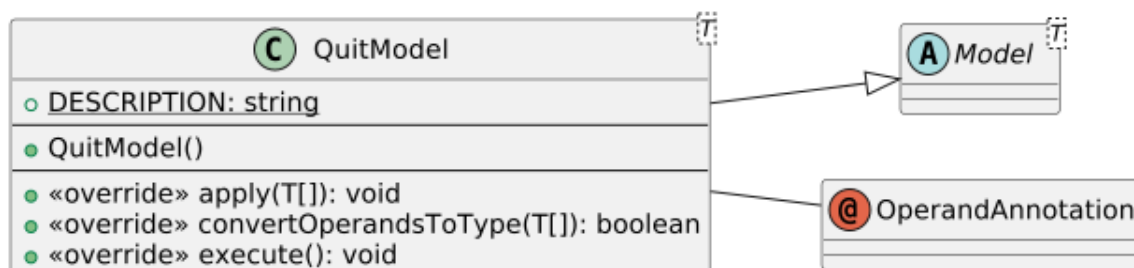 C QuitModel
T
DESCRIPTION: string
QuitModel()
«override» apply(T[]): void
«override» convertOperandsToType(T[]): boolean
«override» execute(): void
A Model
T
@ OperandAnnotation